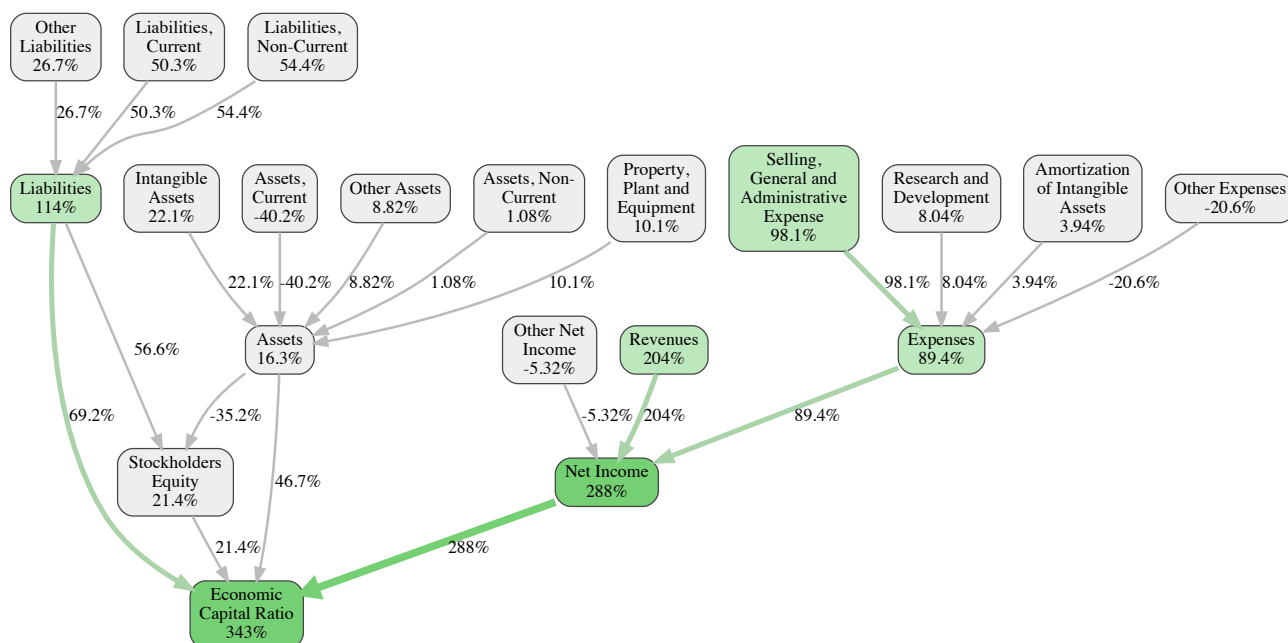 Other
Liabilities
26.7%
Liabilities,
Current
50.3%
Liabilities,
Non-Current
54.4%
26.7%
50.3%
54.4%
Liabilities
114%
Intangible
Assets
22.1%
Assets,
Current
-40.2%
Other Assets
8.82%
Assets, Non-
Current
1.08%
Property,
Plant and
Equipment
10.1%
Selling,
General and
Administrative
Expense
98.1%
Research and
Development
8.04%
Amortization
of Intangible
Assets
3.94%
Other Expenses
-20.6%
22.1%
-40.2%
8.82%
1.08%
10.1%
98.1%
8.04%
3.94%
-20.6%
56.6%
Assets
16.3%
Other Net
Income
-5.32%
Revenues
204%
Expenses
89.4%
69.2%
-35.2%
46.7%
-5.32%
204%
89.4%
Stockholders
Equity
21.4%
Net Income
288%
21.4%
288%
Economic
Capital Ratio
343%